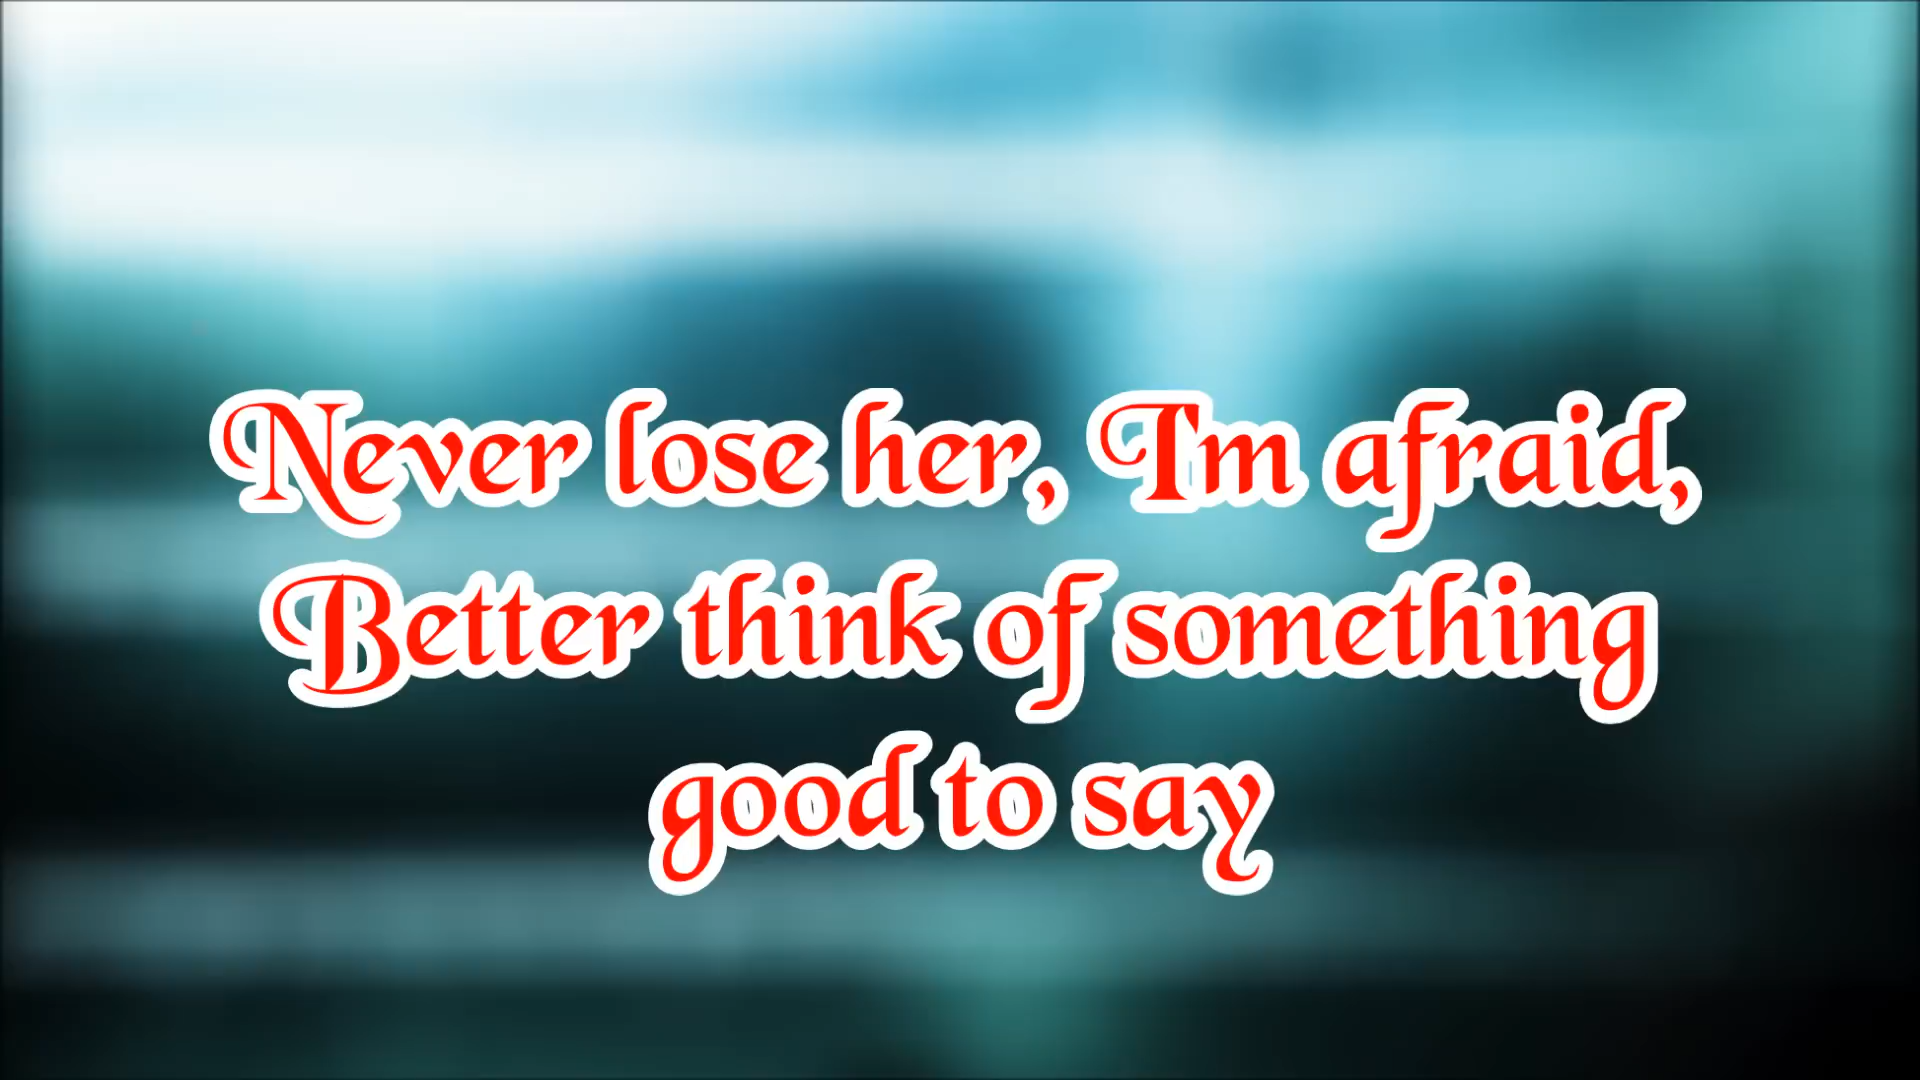 Never lose her, I'm afraid,
Better think of something
good to say